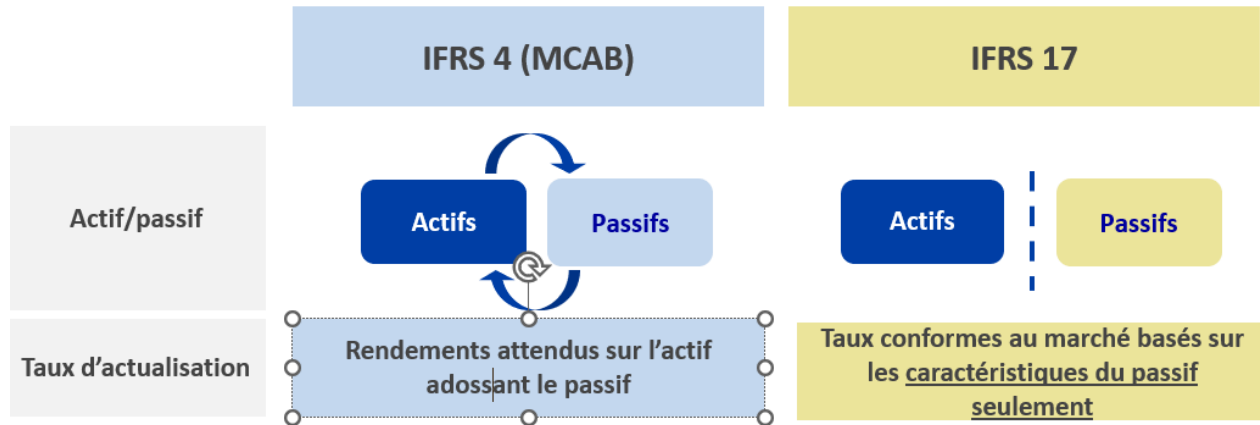 IFRS 4 (MCAB)
IFRS 17
Actif/passif
Actifs
Passifs
Actifs
Passifs
Taux d’actualisation
Rendements attendus sur l’actif
adossant le passif
Taux conformes au marché basés sur
les caractéristiques du passif
seulement